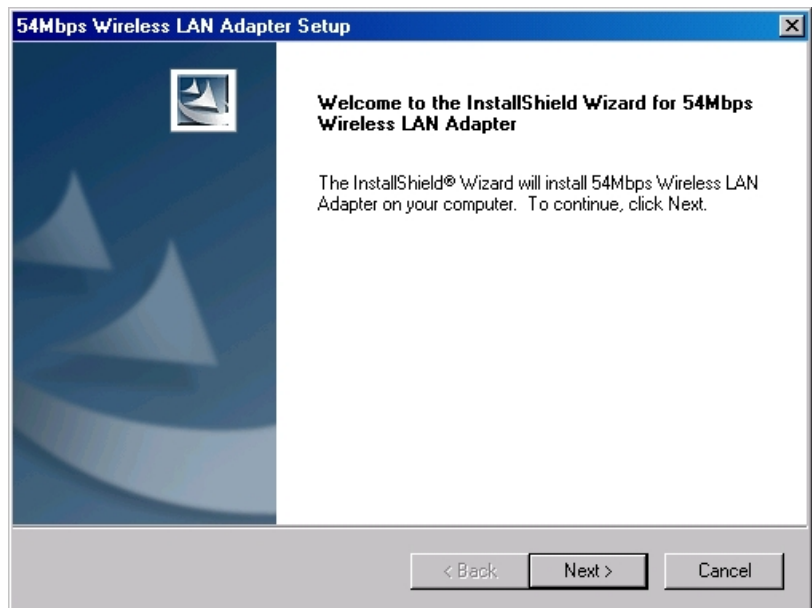 54Mbps Wireless LAN Adapter Setup
Welcome to the InstallShield Wizard for 54Mbps
Wireless LAN Adapter
The InstallShield® Wizard will install 54Mbps Wireless LAN
Adapter on your computer. To continue, click Next.
< Back
Next >
Cancel